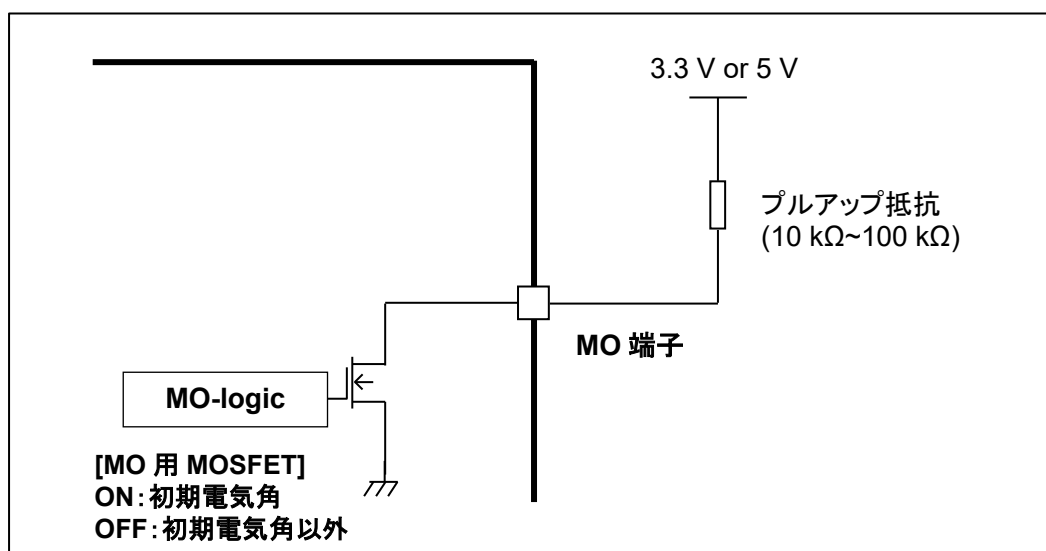 3.3 V or 5 V
プルアップ抵抗
(10 kΩ~100 kΩ)
MO 端子
MO-logic
[MO 用 MOSFET]
ON:初期電気角
OFF:初期電気角以外